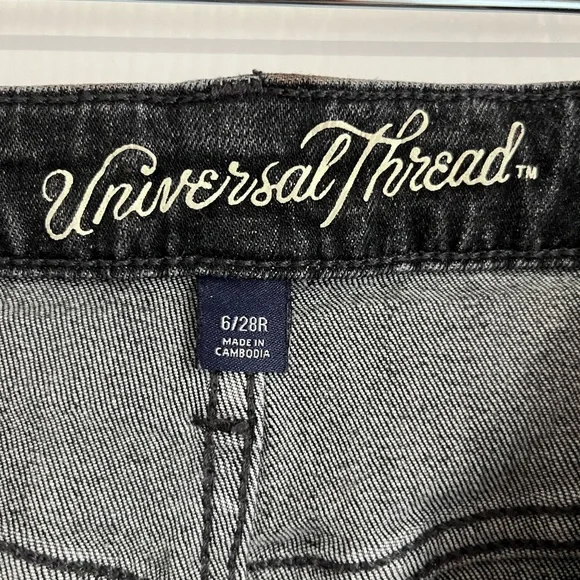 Universal Thread™
6/28R
MADE IN
CAMBODIA